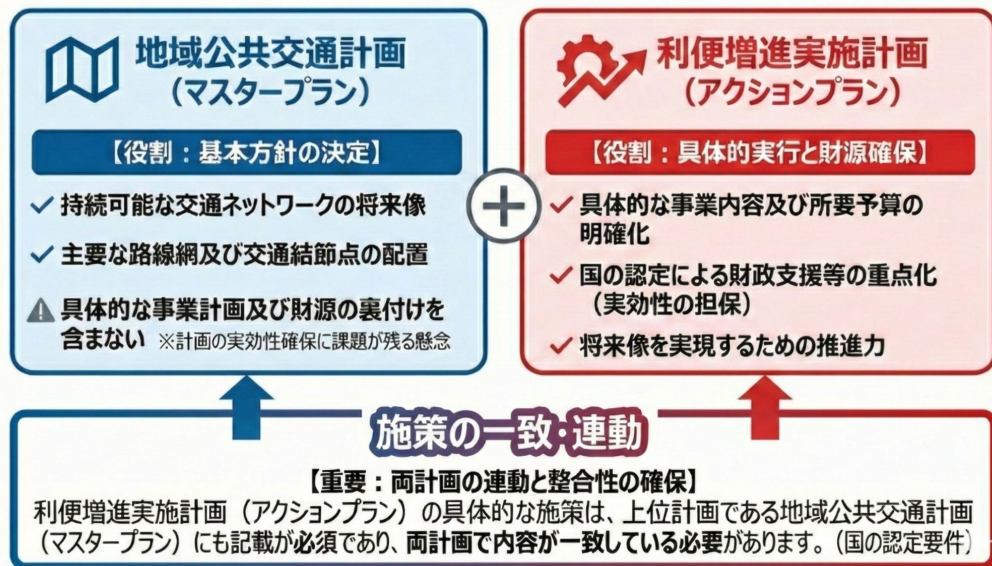 地域公共交通計画
（マスタープラン）
【役割：基本方針の決定】
持続可能な交通ネットワークの将来像
主要な路線網及び交通結節点の配置
具体的な事業計画及び財源の裏付けを
含まない ※計画の実効性確保に課題が残る懸念
利便増進実施計画
（アクションプラン）
【役割：具体的実行と財源確保】
具体的な事業内容及び所要予算の
明確化
国の認定による財政支援等の重点化
（実効性の担保）
将来像を実現するための推進力
施策の一致・連動
【重要：両計画の連動と整合性の確保】
利便増進実施計画（アクションプラン）の具体的な施策は、上位計画である地域公共交通計画
（マスタープラン）にも記載が必須であり、両計画で内容が一致している必要があります。（国の認定要件）